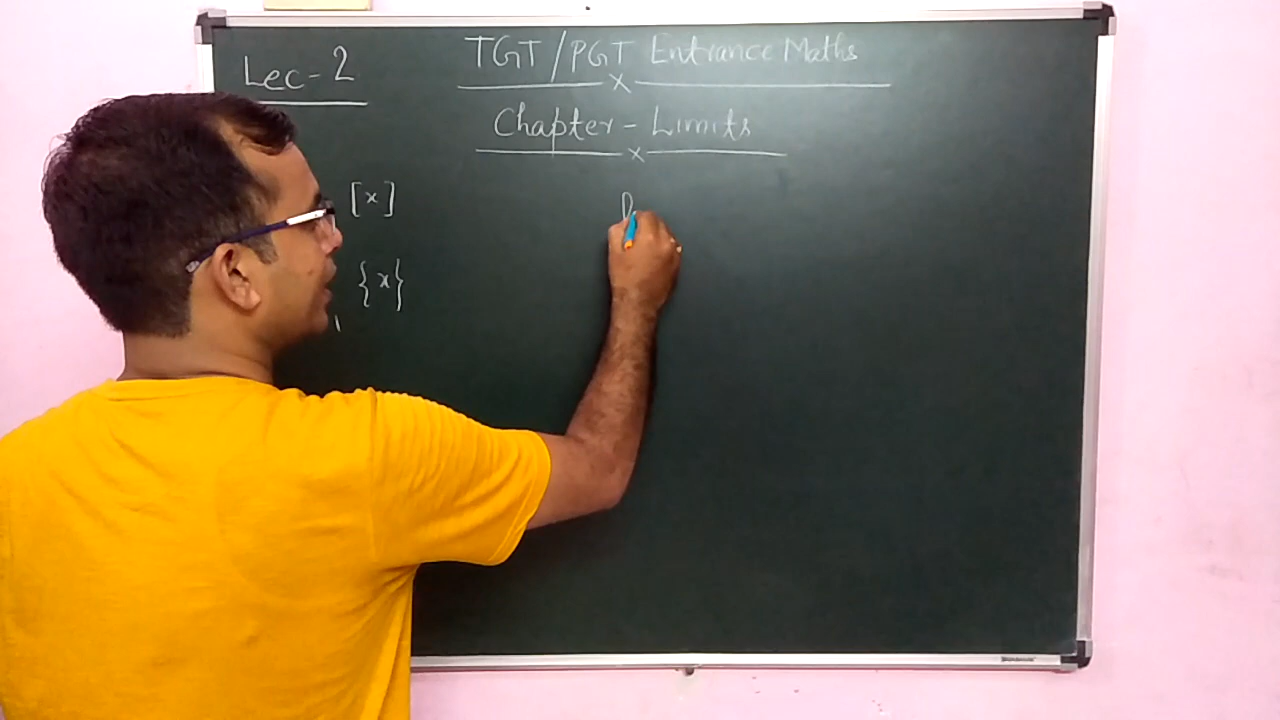 Lec - 2
TGT / PGT Entrance Maths
x
Chapter - Limits
x
[x]
{x}